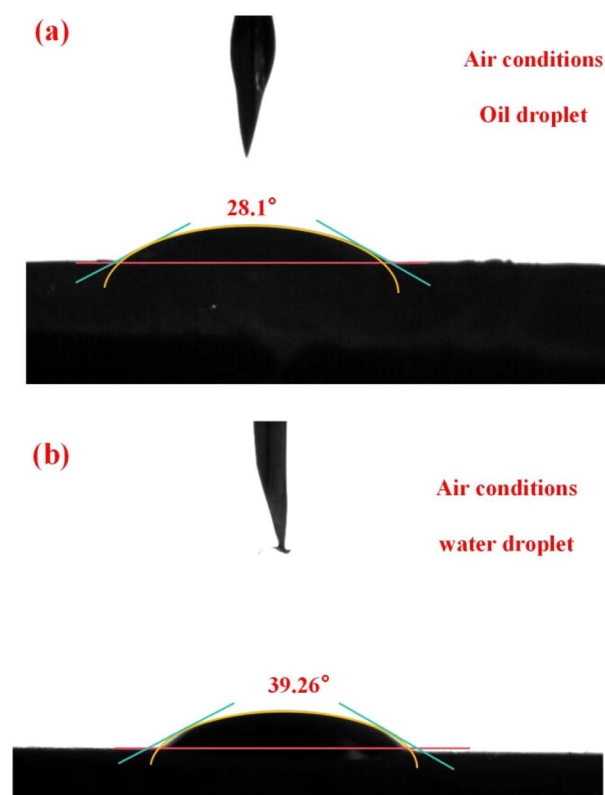 (a)
Air conditions
Oil droplet
28.1°
(b)
Air conditions
water droplet
39.26°